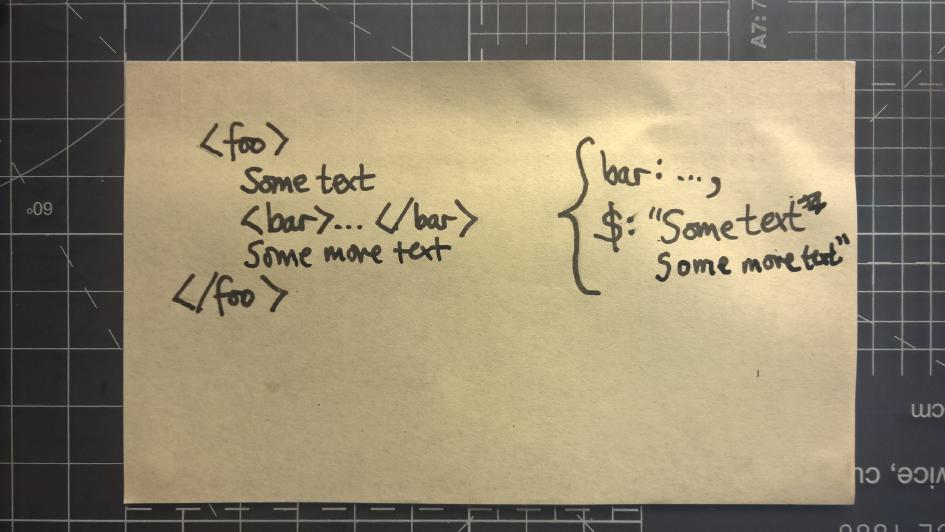 <foo>
Some text
<bar>... </bar>
Some more text
</foo>
{
bar: ...,
$: "Some text
Some more text"
A7:7
60°
cm
vice, cu